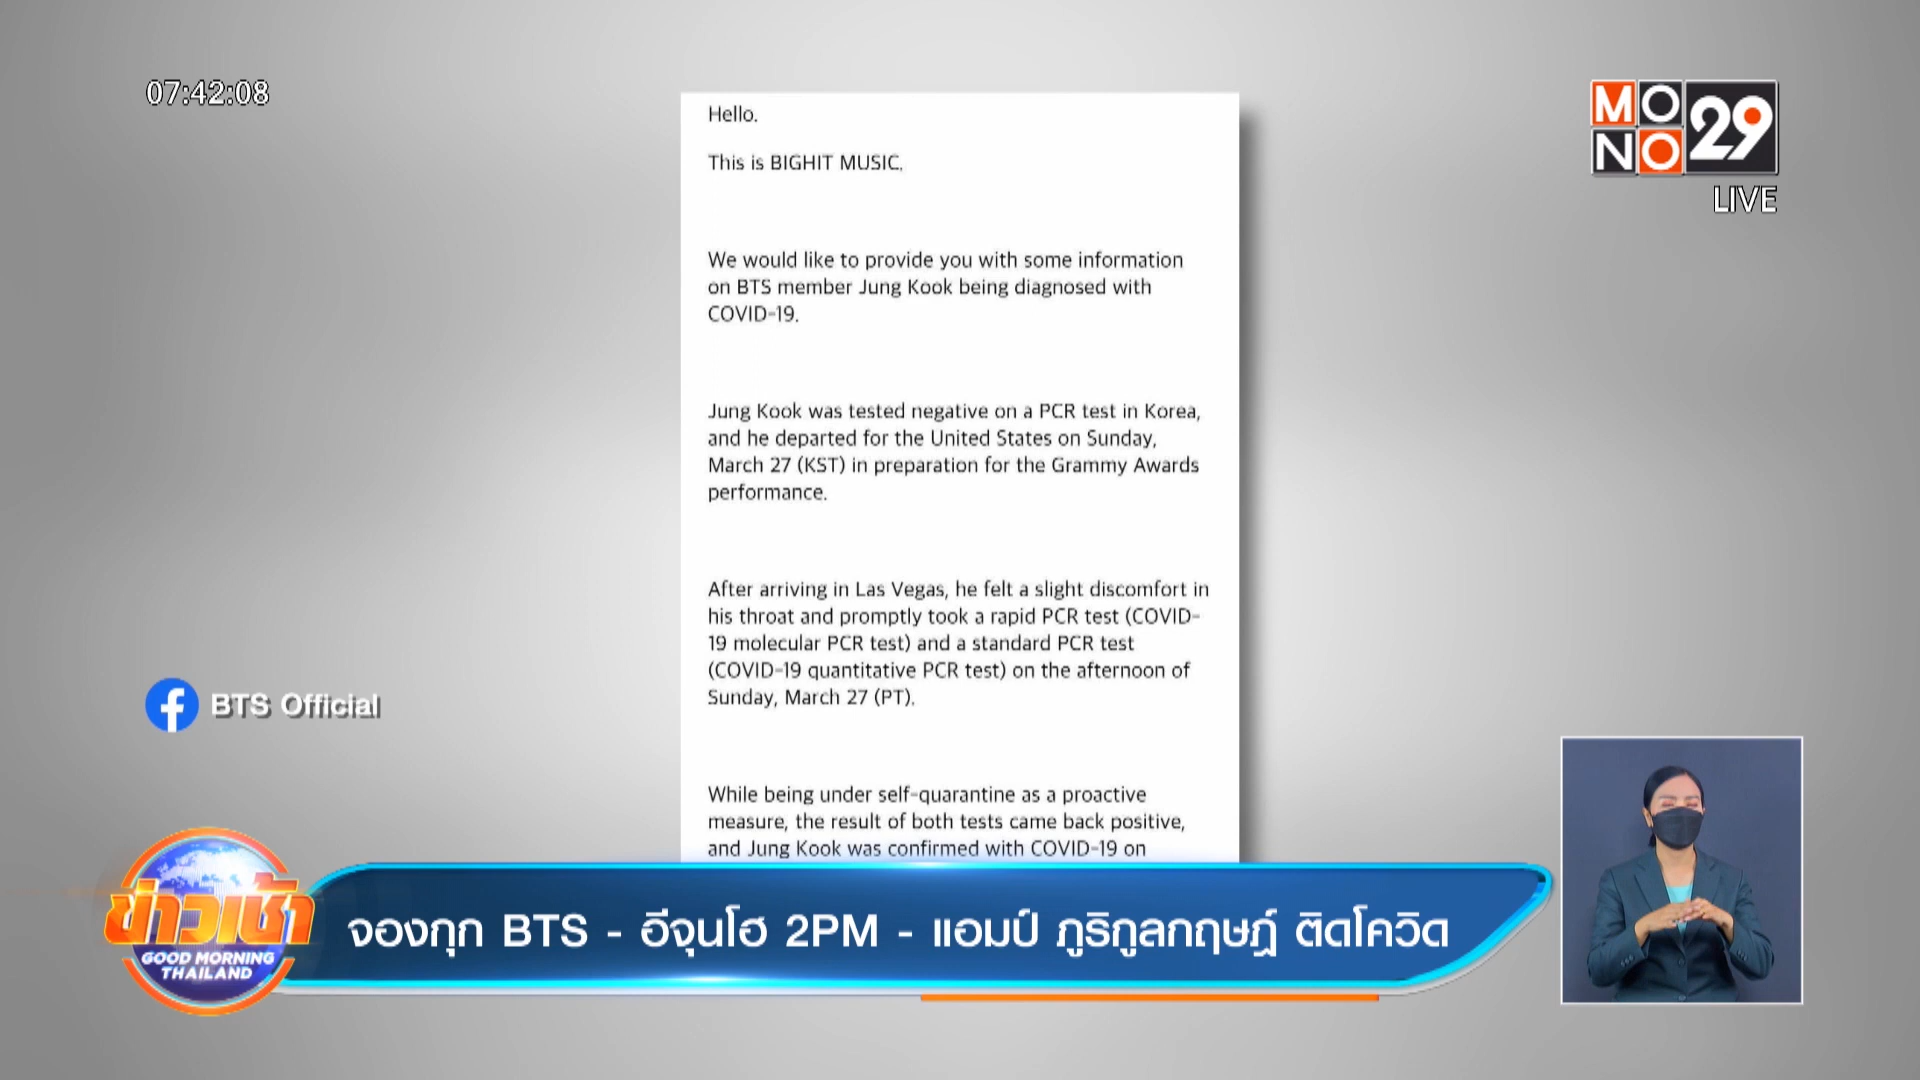 07:42:08
MONO 29
LIVE
Hello.
This is BIGHIT MUSIC.
We would like to provide you with some information
on BTS member Jung Kook being diagnosed with
COVID-19.
Jung Kook was tested negative on a PCR test in Korea,
and he departed for the United States on Sunday,
March 27 (KST) in preparation for the Grammy Awards
performance.
After arriving in Las Vegas, he felt a slight discomfort in
his throat and promptly took a rapid PCR test (COVID-
19 molecular PCR test) and a standard PCR test
(COVID-19 quantitative PCR test) on the afternoon of
Sunday, March 27 (PT).
While being under self-quarantine as a proactive
measure, the result of both tests came back positive,
and Jung Kook was confirmed with COVID-19 on
BTS Official
ข่าวเช้า
GOOD MORNING
THAILAND
จองกุก BTS - อีจุนโฮ 2PM - แอมป์ ภูริกูลกฤษฎ์ ติดโควิด